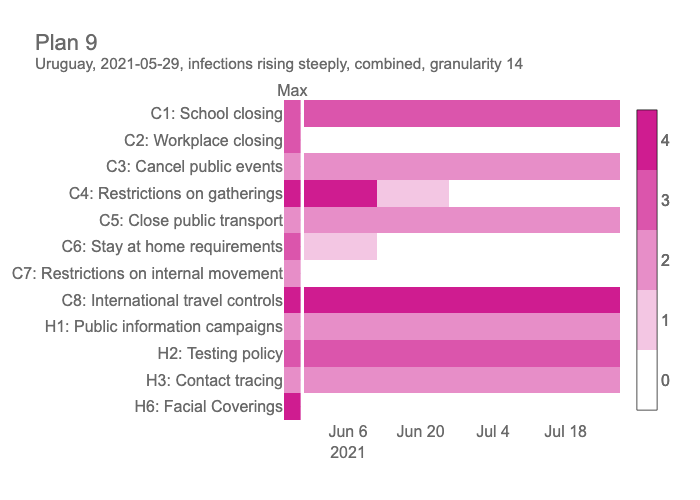 Plan 9
Uruguay, 2021-05-29, infections rising steeply, combined, granularity 14
Max
C1: School closing
C2: Workplace closing
C3: Cancel public events
C4: Restrictions on gatherings
C5: Close public transport
C6: Stay at home requirements
C7: Restrictions on internal movement
C8: International travel controls
H1: Public information campaigns
H2: Testing policy
H3: Contact tracing
H6: Facial Coverings
4
3
2
1
0
Jun 6 Jun 20 Jul 4 Jul 18
2021